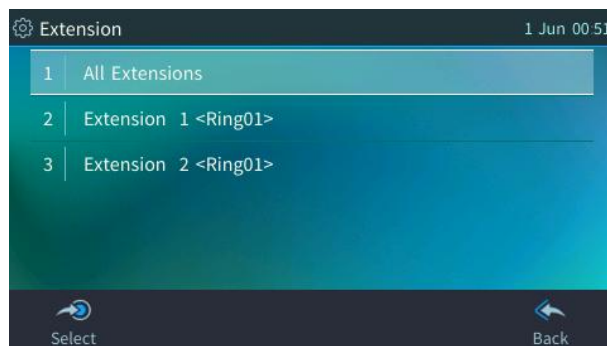 Extension 1 Jun 00:51
1 All Extensions
2 Extension 1 <Ring01>
3 Extension 2 <Ring01>
Select Back